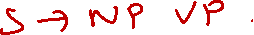 S → NP VP.